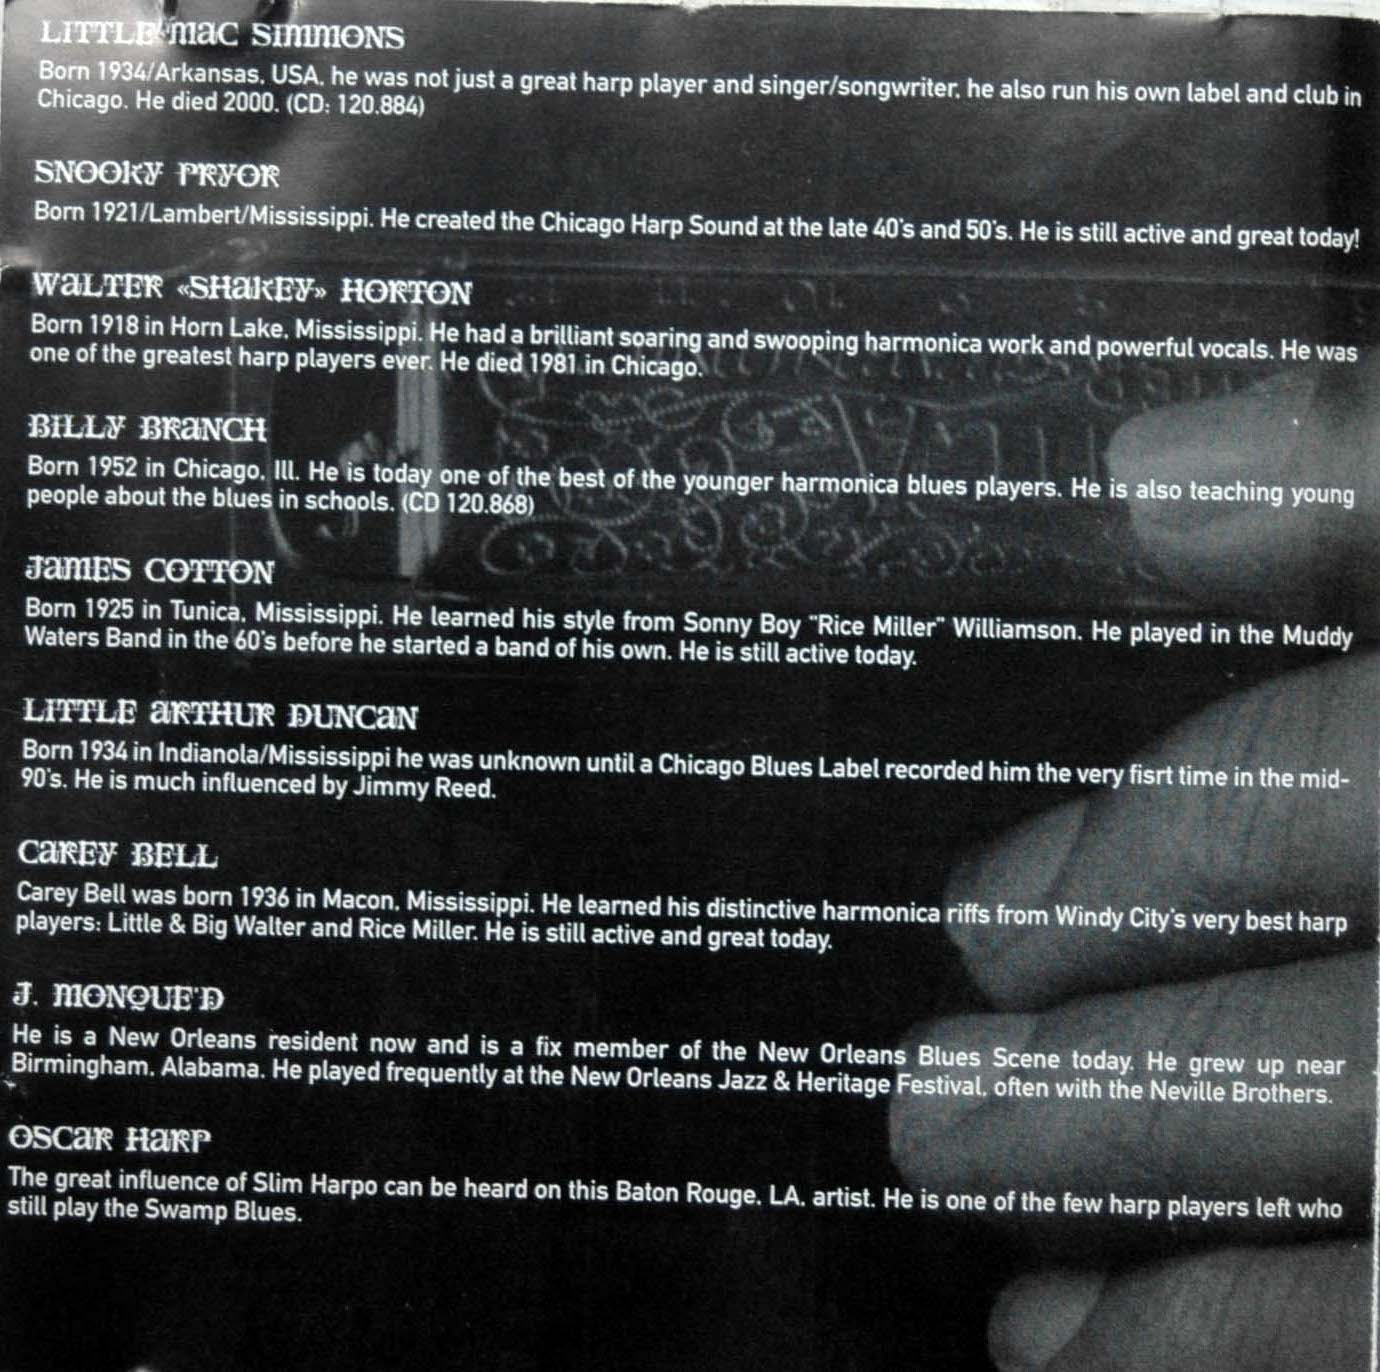 LITTLE MAC SIMMONS
Born 1934/Arkansas, USA, he was not just a great harp player and singer/songwriter, he also run his own label and club in
Chicago. He died 2000. (CD: 120.884)
SNOOKY PRYOR
Born 1921/Lambert/Mississippi. He created the Chicago Harp Sound at the late 40's and 50's. He is still active and great today!
WALTER «SHAKEY» HORTON
Born 1918 in Horn Lake, Mississippi. He had a brilliant soaring and swooping harmonica work and powerful vocals. He was
one of the greatest harp players ever. He died 1981 in Chicago.
BILLY BRANCH
Born 1952 in Chicago, Ill. He is today one of the best of the younger harmonica blues players. He is also teaching young
people about the blues in schools. (CD 120.868)
JAMES COTTON
Born 1925 in Tunica, Mississippi. He learned his style from Sonny Boy "Rice Miller" Williamson. He played in the Muddy
Waters Band in the 60's before he started a band of his own. He is still active today.
LITTLE ARTHUR DUNCAN
Born 1934 in Indianola/Mississippi he was unknown until a Chicago Blues Label recorded him the very fisrt time in the mid-
90's. He is much influenced by Jimmy Reed.
CAREY BELL
Carey Bell was born 1936 in Macon, Mississippi. He learned his distinctive harmonica riffs from Windy City's very best harp
players: Little & Big Walter and Rice Miller. He is still active and great today.
J. MONQUE'D
He is a New Orleans resident now and is a fix member of the New Orleans Blues Scene today. He grew up near
Birmingham, Alabama. He played frequently at the New Orleans Jazz & Heritage Festival, often with the Neville Brothers.
OSCAR HARP
The great influence of Slim Harpo can be heard on this Baton Rouge, LA, artist. He is one of the few harp players left who
still play the Swamp Blues.